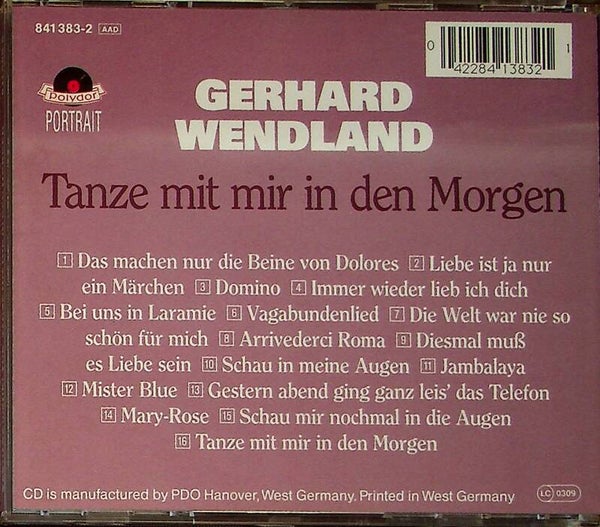 841 383-2 AAD
0 42284 13832 1
polydor
PORTRAIT
GERHARD
WENDLAND
Tanze mit mir in den Morgen
1 Das machen nur die Beine von Dolores 2 Liebe ist ja nur
ein Märchen 3 Domino 4 Immer wieder lieb ich dich
5 Bei uns in Laramie 6 Vagabundenlied 7 Die Welt war nie so
schön für mich 8 Arrivederci Roma 9 Diesmal muß
es Liebe sein 10 Schau in meine Augen 11 Jambalaya
12 Mister Blue 13 Gestern abend ging ganz leis' das Telefon
14 Mary-Rose 15 Schau mir nochmal in die Augen
16 Tanze mit mir in den Morgen
CD is manufactured by PDO Hanover, West Germany. Printed in West Germany
LC 0309